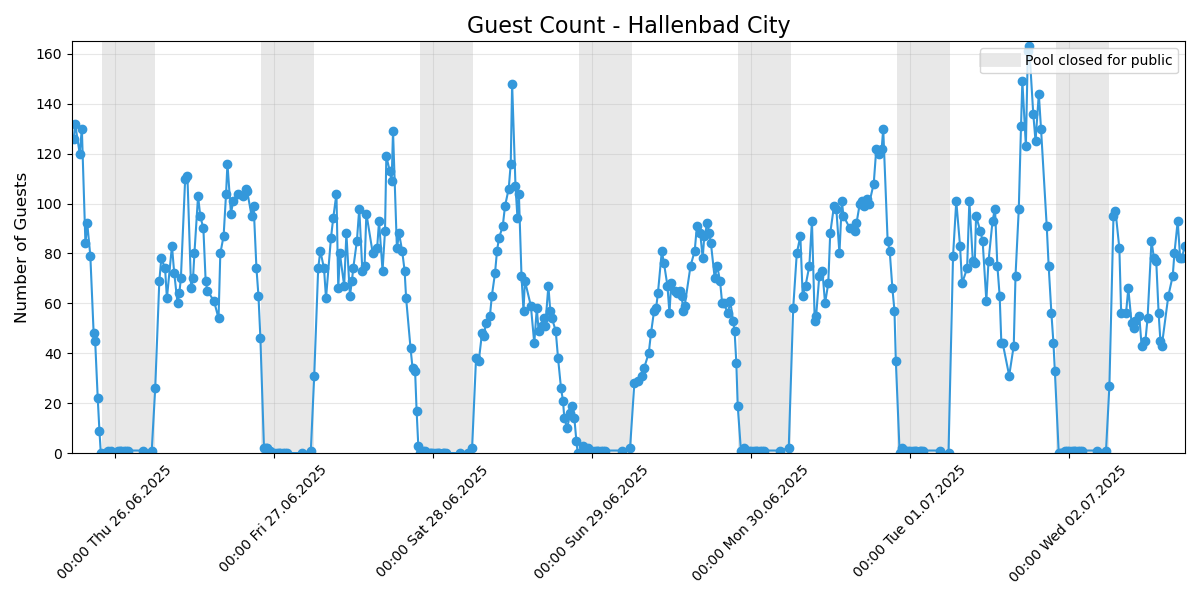 Guest Count - Hallenbad City
Pool closed for public
Number of Guests
160
140
120
100
80
60
40
20
0
00:00 Thu 26.06.2025
00:00 Fri 27.06.2025
00:00 Sat 28.06.2025
00:00 Sun 29.06.2025
00:00 Mon 30.06.2025
00:00 Tue 01.07.2025
00:00 Wed 02.07.2025